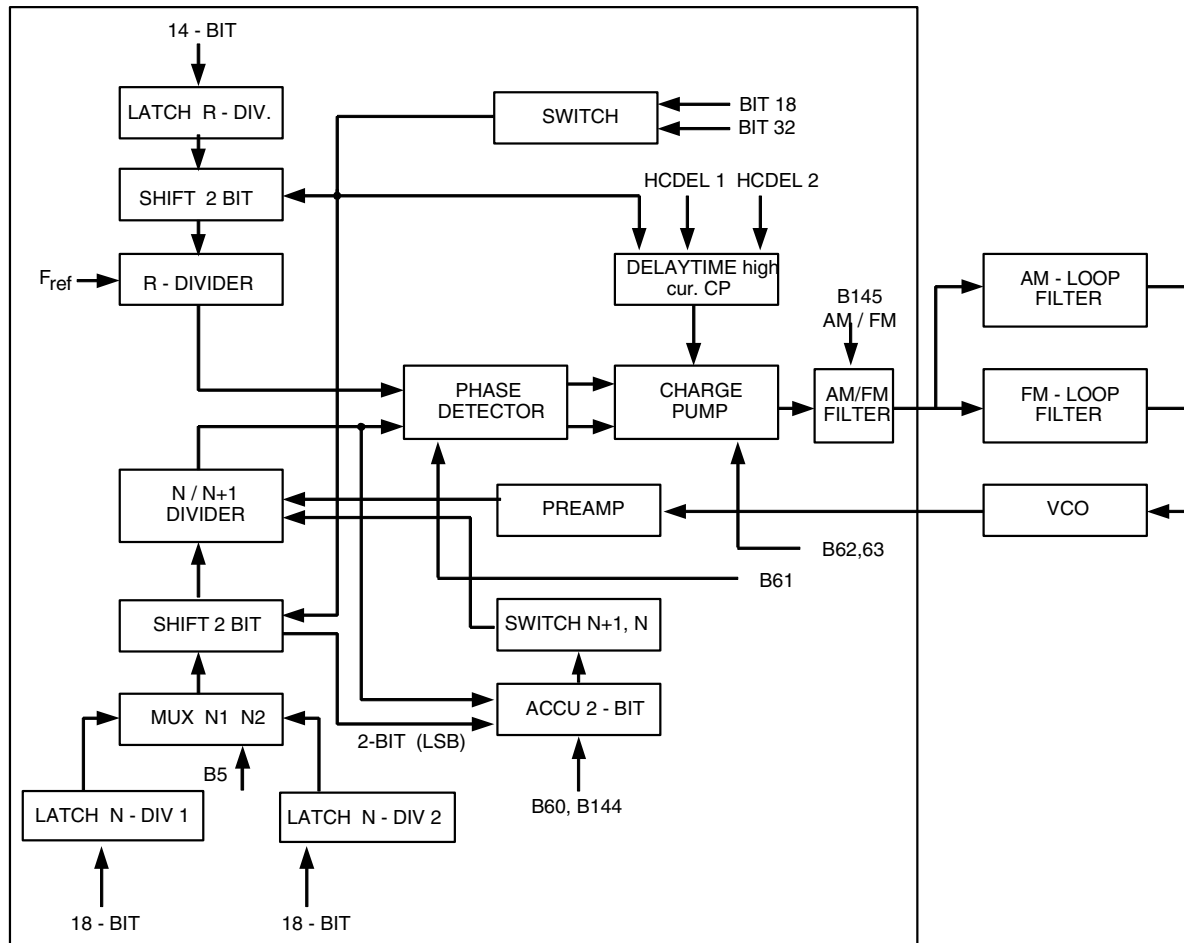 14 - BIT
LATCH R - DIV.
SWITCH
BIT 18
BIT 32
SHIFT 2 BIT
HCDEL 1 HCDEL 2
Fref
R - DIVIDER
DELAYTIME high
cur. CP
B145
AM / FM
AM - LOOP
FILTER
PHASE
DETECTOR
CHARGE
PUMP
AM/FM
FILTER
FM - LOOP
FILTER
N / N+1
DIVIDER
PREAMP
VCO
B62,63
B61
SHIFT 2 BIT
SWITCH N+1, N
MUX N1 N2
ACCU 2 - BIT
2-BIT (LSB)
B5
B60, B144
LATCH N - DIV 1
LATCH N - DIV 2
18 - BIT
18 - BIT